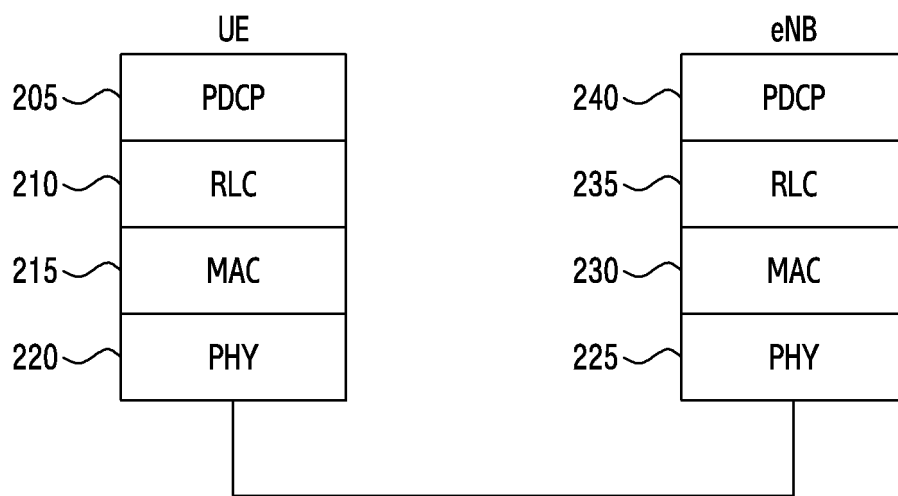 UE eNB
205 PDCP 240 PDCP
210 RLC 235 RLC
215 MAC 230 MAC
220 PHY 225 PHY